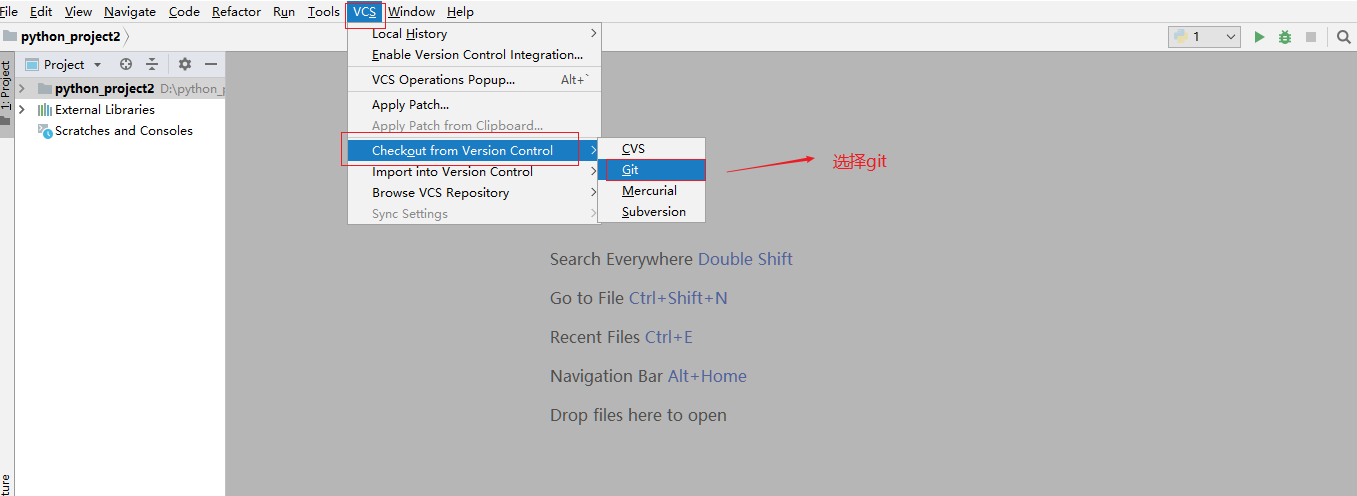 File Edit View Navigate Code Refactor Run Tools VCS Window Help
python_project2
1
Project
1: Project
python_project2 D:\python_p
External Libraries
Scratches and Consoles
Local History
Enable Version Control Integration...
VCS Operations Popup... Alt+`
Apply Patch...
Apply Patch from Clipboard...
Checkout from Version Control
Import into Version Control
Browse VCS Repository
Sync Settings
CVS
Git
Mercurial
Subversion
选择git
Search Everywhere Double Shift
Go to File Ctrl+Shift+N
Recent Files Ctrl+E
Navigation Bar Alt+Home
Drop files here to open
ture